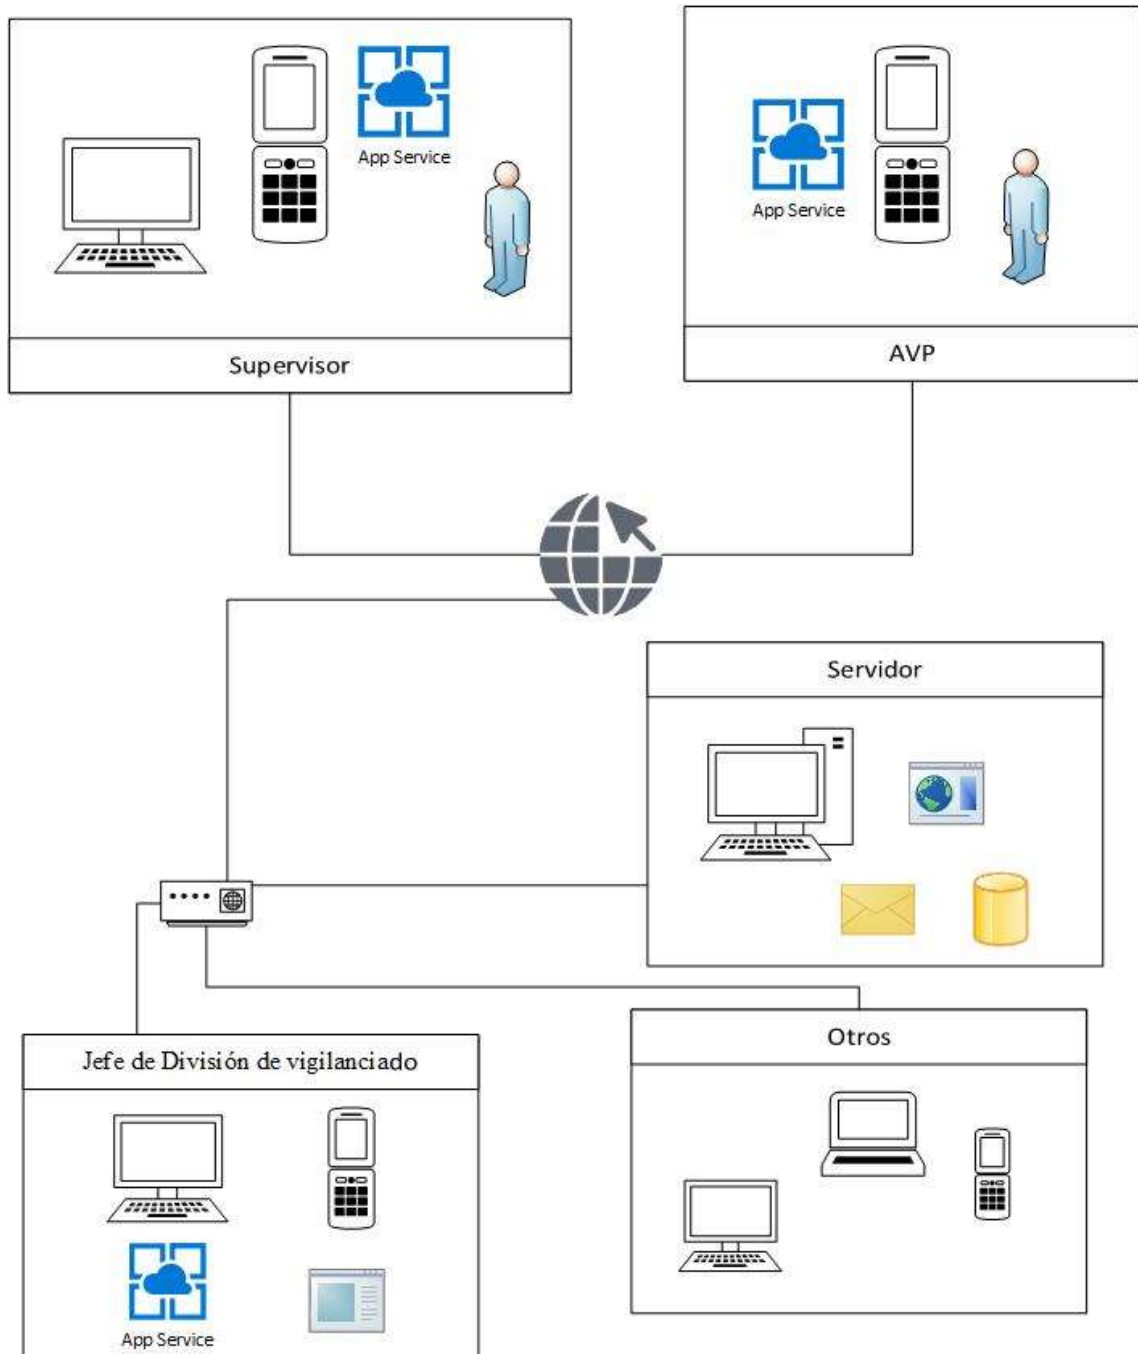 App Service
Supervisor
App Service
AVP
Servidor
Jefe de División de vigilanciado
App Service
Otros